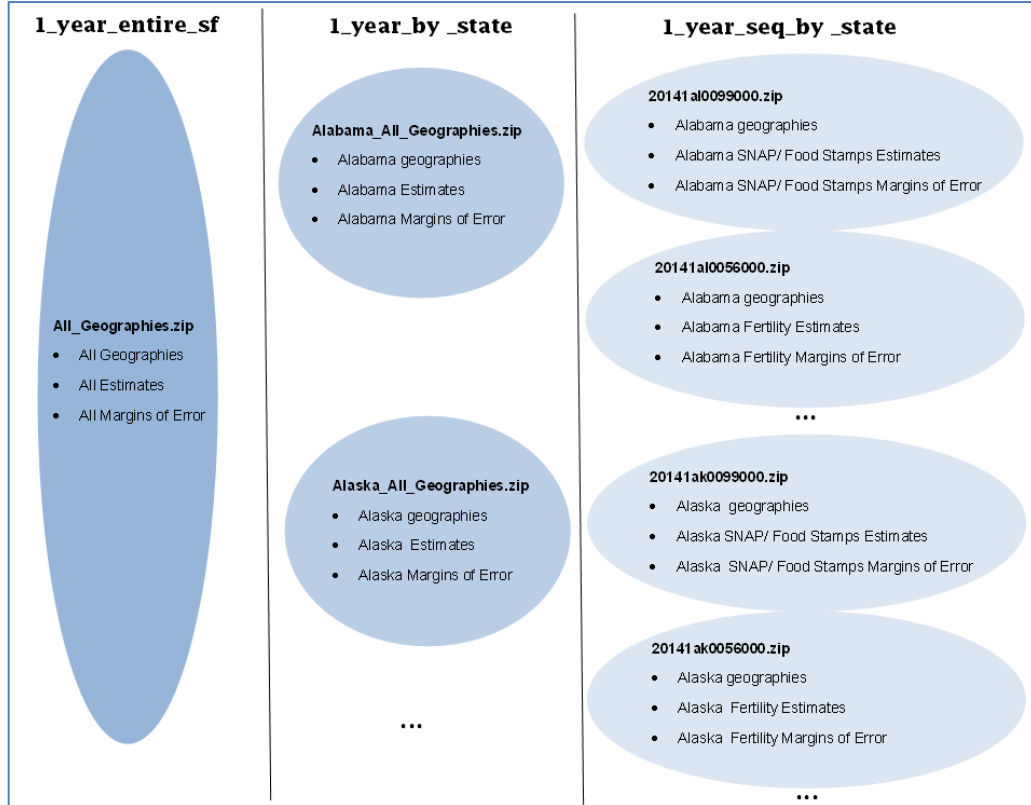 1_year_entire_sf
All_Geographies.zip
• All Geographies
• All Estimates
• All Margins of Error
1_year_by _state
Alabama_All_Geographies.zip
• Alabama geographies
• Alabama Estimates
• Alabama Margins of Error
Alaska_All_Geographies.zip
• Alaska geographies
• Alaska Estimates
• Alaska Margins of Error
...
1_year_seq_by _state
20141al0099000.zip
• Alabama geographies
• Alabama SNAP/ Food Stamps Estimates
• Alabama SNAP/ Food Stamps Margins of Error
20141al0056000.zip
• Alabama geographies
• Alabama Fertility Estimates
• Alabama Fertility Margins of Error
...
20141ak0099000.zip
• Alaska geographies
• Alaska SNAP/ Food Stamps Estimates
• Alaska SNAP/ Food Stamps Margins of Error
20141ak0056000.zip
• Alaska geographies
• Alaska Fertility Estimates
• Alaska Fertility Margins of Error
...